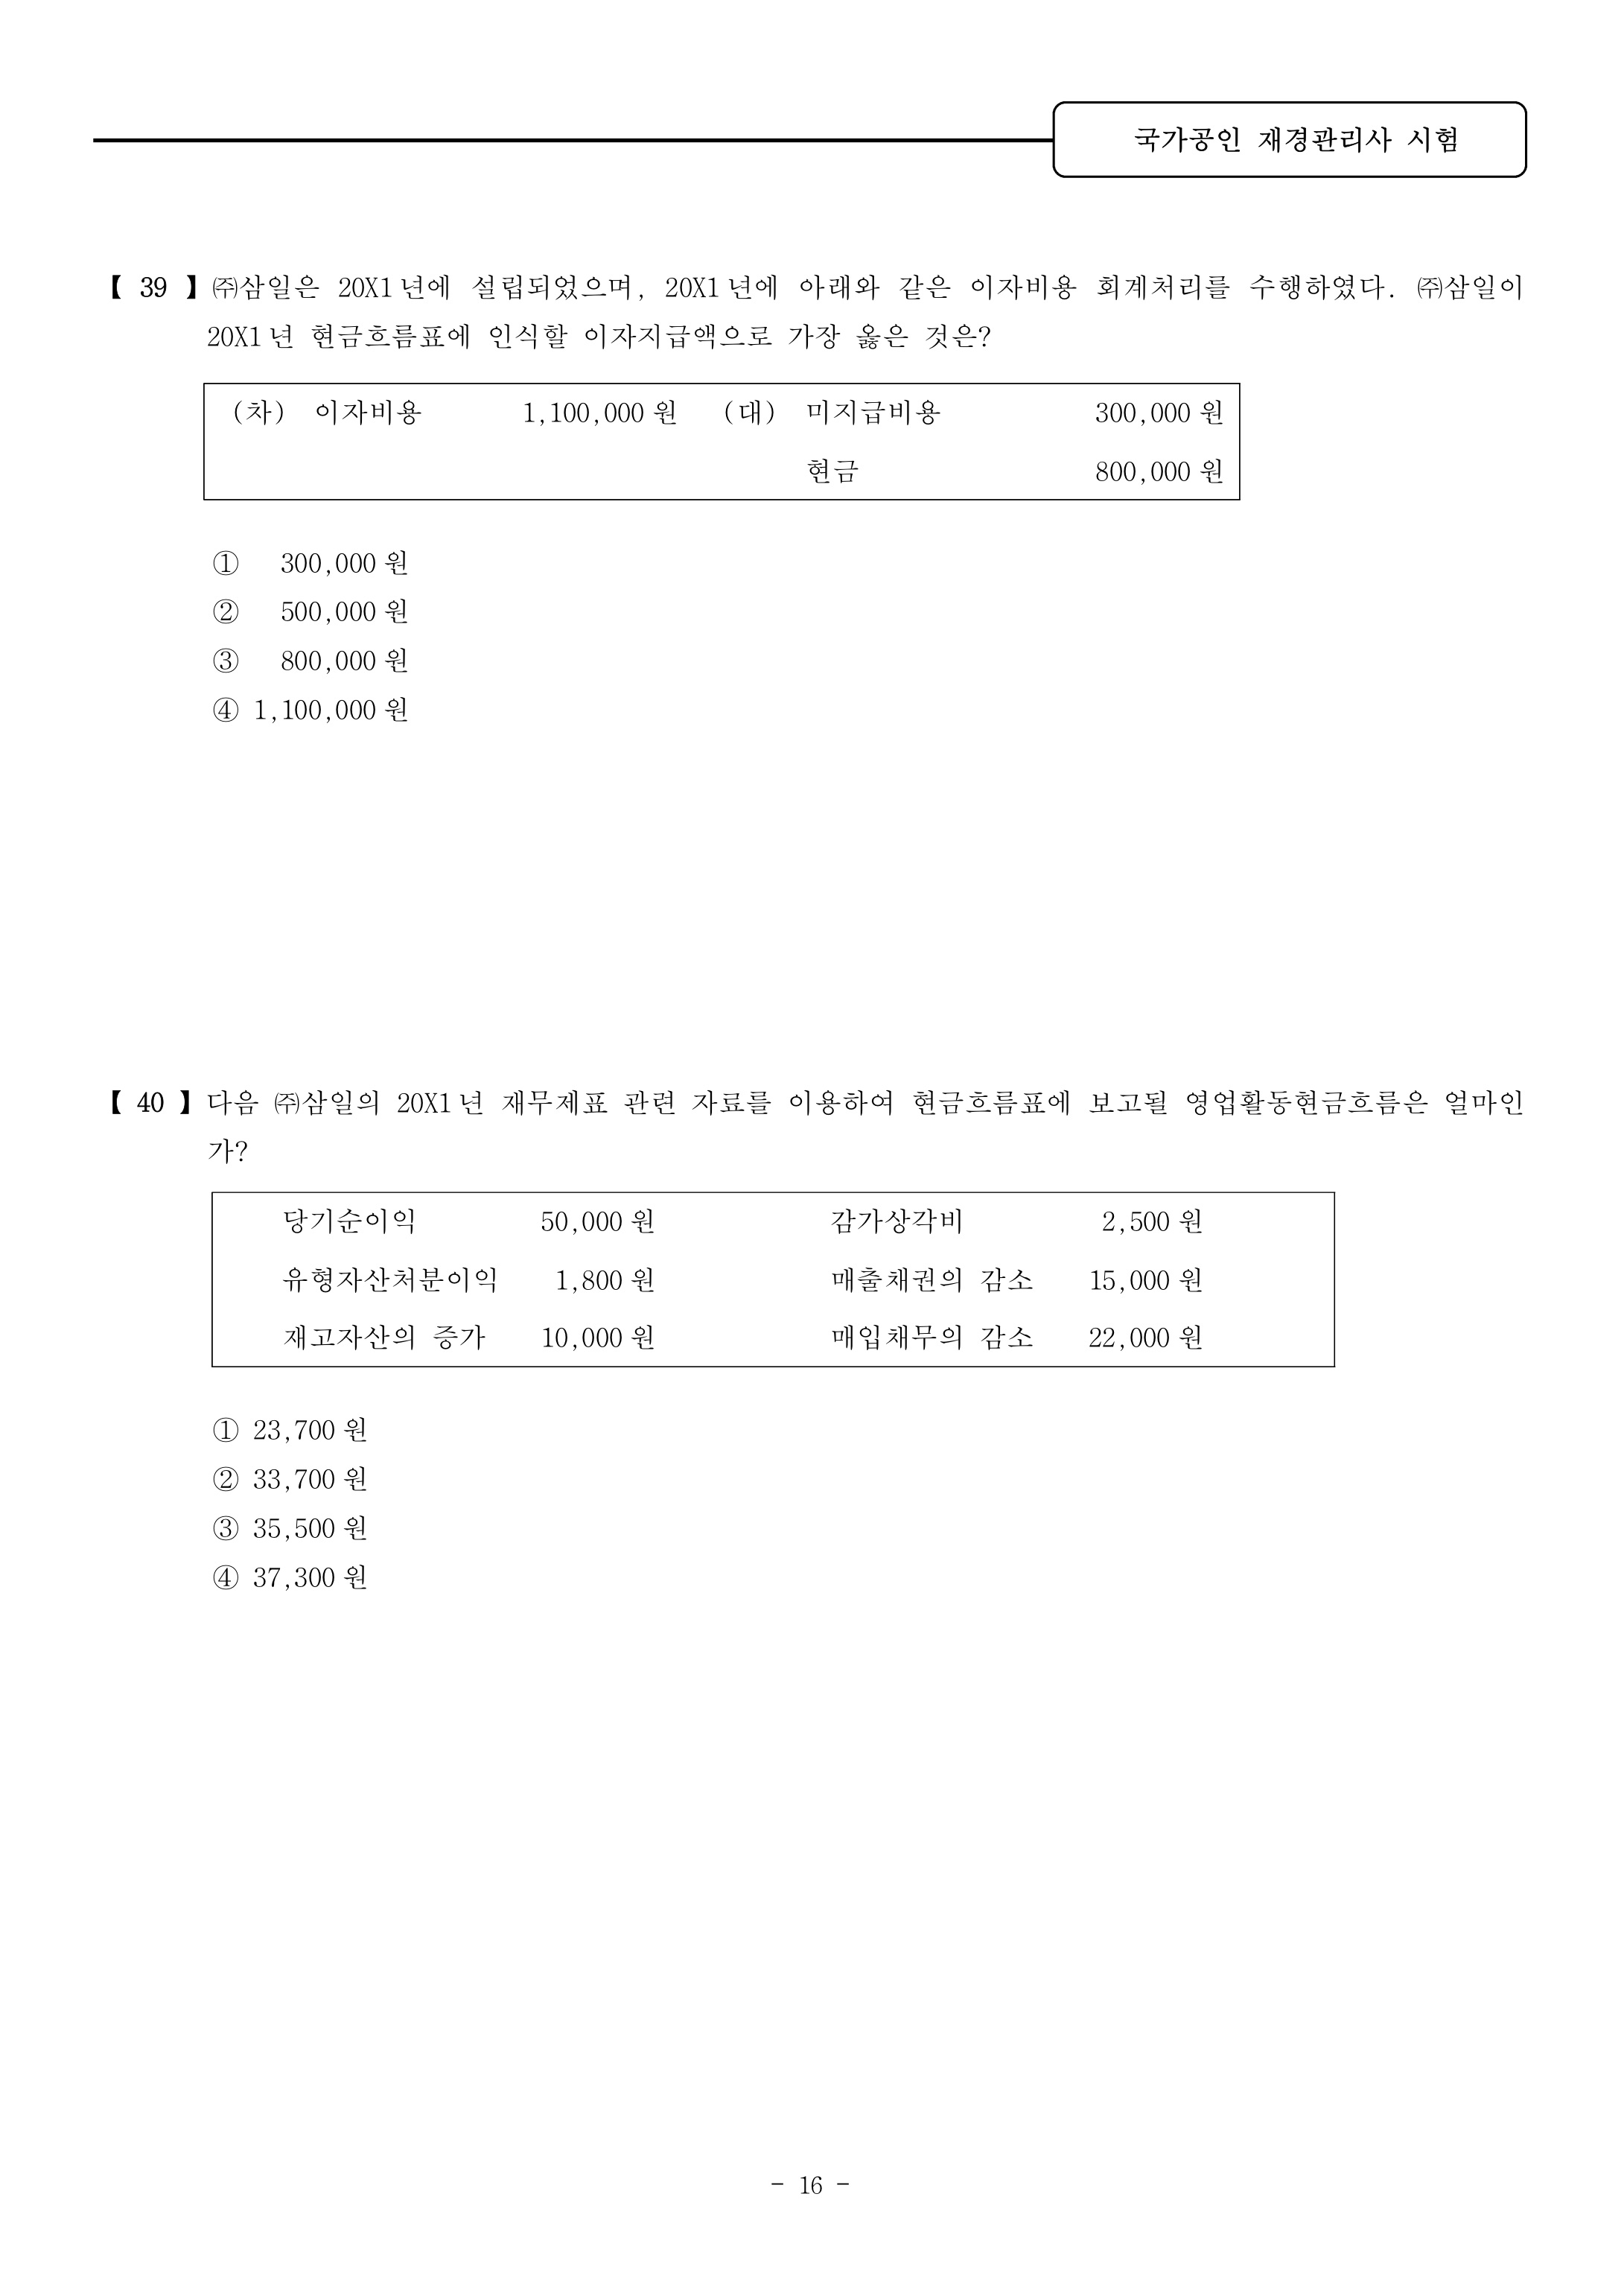 국가공인 재경관리사 시험
【 39 】 ㈜삼일은 20X1년에 설립되었으며, 20X1년에 아래와 같은 이자비용 회계처리를 수행하였다. ㈜삼일이
20X1년 현금흐름표에 인식할 이자지급액으로 가장 옳은 것은?
(차) 이자비용 1,100,000원 (대) 미지급비용 300,000원
현금 800,000원
① 300,000원
② 500,000원
③ 800,000원
④ 1,100,000원
【 40 】 다음 ㈜삼일의 20X1년 재무제표 관련 자료를 이용하여 현금흐름표에 보고될 영업활동현금흐름은 얼마인
가?
당기순이익 50,000원 감가상각비 2,500원
유형자산처분이익 1,800원 매출채권의 감소 15,000원
재고자산의 증가 10,000원 매입채무의 감소 22,000원
① 23,700원
② 33,700원
③ 35,500원
④ 37,300원
- 16 -